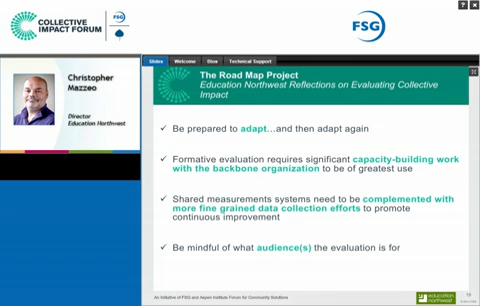 COLLECTIVE
IMPACT FORUM
FSG
FSG
Christopher
Mazzeo
Director
Education Northwest
Slides
Welcome
Bios
Technical Support
The Road Map Project
Education Northwest Reflections on Evaluating Collective
Impact
✓ Be prepared to adapt…and then adapt again
✓ Formative evaluation requires significant capacity-building work
with the backbone organization to be of greatest use
✓ Shared measurements systems need to be complemented with
more fine grained data collection efforts to promote
continuous improvement
✓ Be mindful of what audience(s) the evaluation is for
An Initiative of FSG and Aspen Institute Forum for Community Solutions
education
northwest